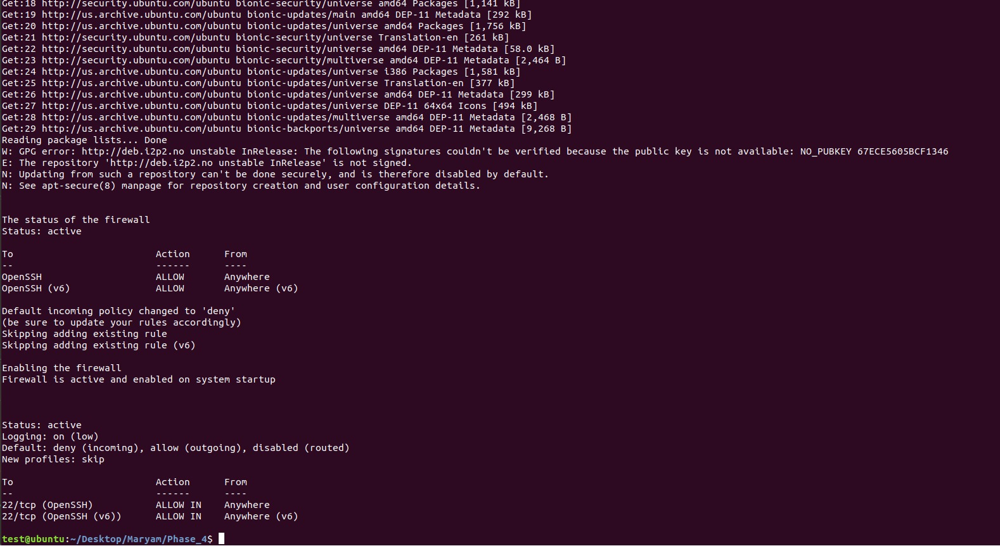 Get:18 http://security.ubuntu.com/ubuntu bionic-security/universe amd64 Packages [1,141 kB]
Get:19 http://us.archive.ubuntu.com/ubuntu bionic-updates/main amd64 DEP-11 Metadata [292 kB]
Get:20 http://us.archive.ubuntu.com/ubuntu bionic-updates/universe amd64 Packages [1,756 kB]
Get:21 http://security.ubuntu.com/ubuntu bionic-security/universe Translation-en [261 kB]
Get:22 http://security.ubuntu.com/ubuntu bionic-security/universe amd64 DEP-11 Metadata [58.0 kB]
Get:23 http://security.ubuntu.com/ubuntu bionic-security/multiverse amd64 DEP-11 Metadata [2,464 B]
Get:24 http://us.archive.ubuntu.com/ubuntu bionic-updates/universe i386 Packages [1,581 kB]
Get:25 http://us.archive.ubuntu.com/ubuntu bionic-updates/universe Translation-en [377 kB]
Get:26 http://us.archive.ubuntu.com/ubuntu bionic-updates/universe amd64 DEP-11 Metadata [299 kB]
Get:27 http://us.archive.ubuntu.com/ubuntu bionic-updates/universe DEP-11 64x64 Icons [494 kB]
Get:28 http://us.archive.ubuntu.com/ubuntu bionic-updates/multiverse amd64 DEP-11 Metadata [2,468 B]
Get:29 http://us.archive.ubuntu.com/ubuntu bionic-backports/universe amd64 DEP-11 Metadata [9,268 B]
Reading package lists... Done
W: GPG error: http://deb.i2p2.no unstable InRelease: The following signatures couldn't be verified because the public key is not available: NO_PUBKEY 67ECE5605BCF1346
E: The repository 'http://deb.i2p2.no unstable InRelease' is not signed.
N: Updating from such a repository can't be done securely, and is therefore disabled by default.
N: See apt-secure(8) manpage for repository creation and user configuration details.
The status of the firewall
Status: active
To                         Action      From
--                         ------      ----
OpenSSH                    ALLOW       Anywhere
OpenSSH (v6)               ALLOW       Anywhere (v6)
Default incoming policy changed to 'deny'
(be sure to update your rules accordingly)
Skipping adding existing rule
Skipping adding existing rule (v6)
Enabling the firewall
Firewall is active and enabled on system startup
Status: active
Logging: on (low)
Default: deny (incoming), allow (outgoing), disabled (routed)
New profiles: skip
To                         Action      From
--                         ------      ----
22/tcp (OpenSSH)           ALLOW IN    Anywhere
22/tcp (OpenSSH (v6))      ALLOW IN    Anywhere (v6)
test@ubuntu:~/Desktop/Maryam/Phase_4$